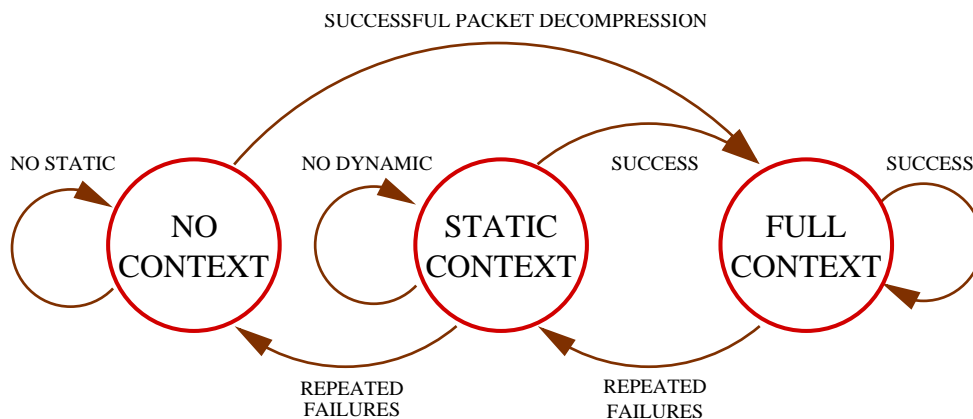 SUCCESSFUL PACKET DECOMPRESSION
NO STATIC
NO DYNAMIC
SUCCESS
SUCCESS
NO
CONTEXT
STATIC
CONTEXT
FULL
CONTEXT
REPEATED
FAILURES
REPEATED
FAILURES